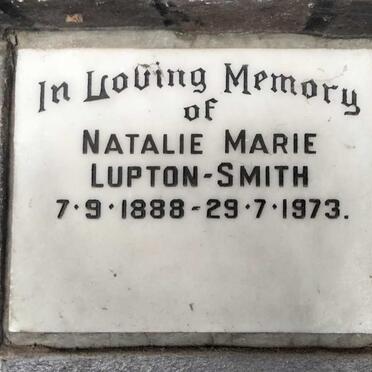 In Loving Memory
of
NATALIE MARIE
LUPTON-SMITH
7·9·1888-29·7·1973.